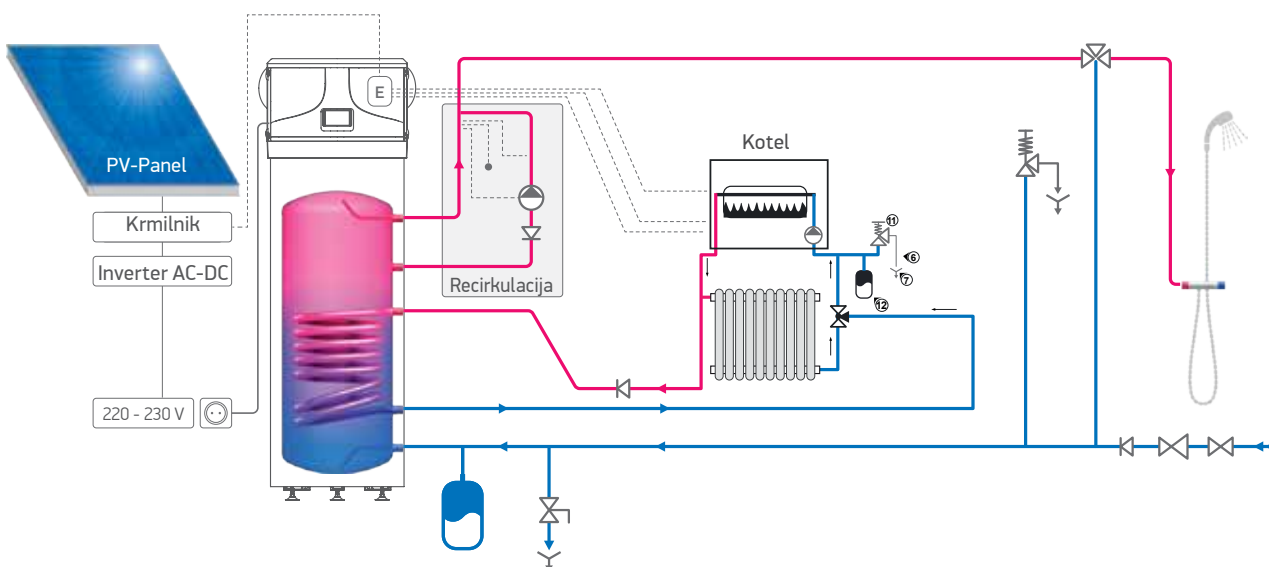 PV-Panel
Krmilnik
Inverter AC-DC
220 - 230 V
E
Recirkulacija
Kotel
11
6
7
12